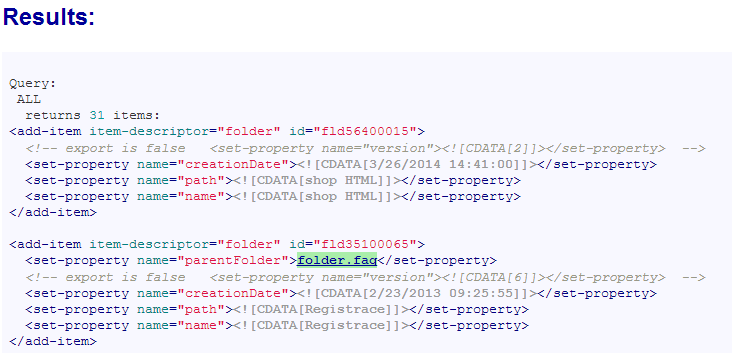 Results:
Query:
ALL
returns 31 items:
<add-item item-descriptor="folder" id="fld56400015">
<!-- export is false   <set-property name="version"><![CDATA[2]]></set-property>  -->
<set-property name="creationDate"><![CDATA[3/26/2014 14:41:00]]></set-property>
<set-property name="path"><![CDATA[shop HTML]]></set-property>
<set-property name="name"><![CDATA[shop HTML]]></set-property>
</add-item>
<add-item item-descriptor="folder" id="fld35100065">
<set-property name="parentFolder">folder.faq</set-property>
<!-- export is false   <set-property name="version"><![CDATA[6]]></set-property>  -->
<set-property name="creationDate"><![CDATA[2/23/2013 09:25:55]]></set-property>
<set-property name="path"><![CDATA[Registrace]]></set-property>
<set-property name="name"><![CDATA[Registrace]]></set-property>
</add-item>